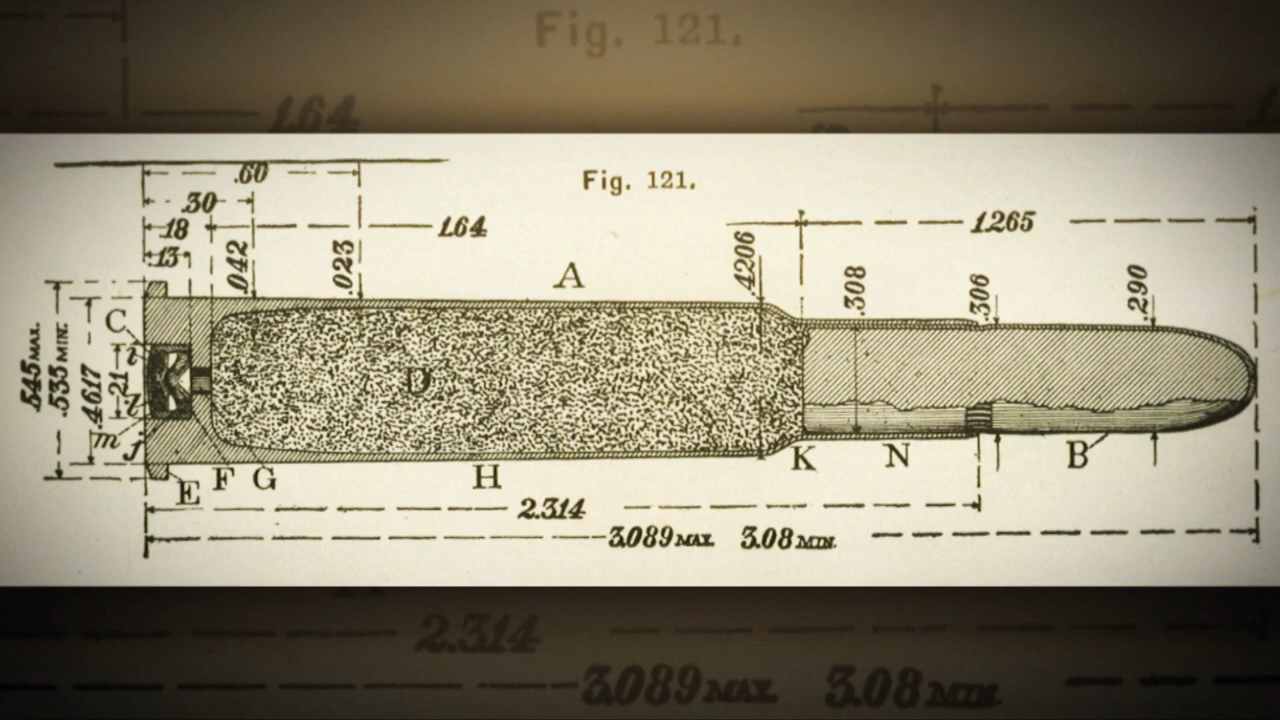 Fig. 121.
1.64
Fig. 121.
.60
.30
.18
1.64
1.265
.13
.042
.023
A
.4206
.308
.306
.290
C
l
.545 MAX.
.535 MIN.
.4617
.21
D
l
m
j
E
F
G
H
K
N
B
2.314
3.089 MAX. 3.08 MIN.
2.314
3.089 MAX. 3.08 MIN.